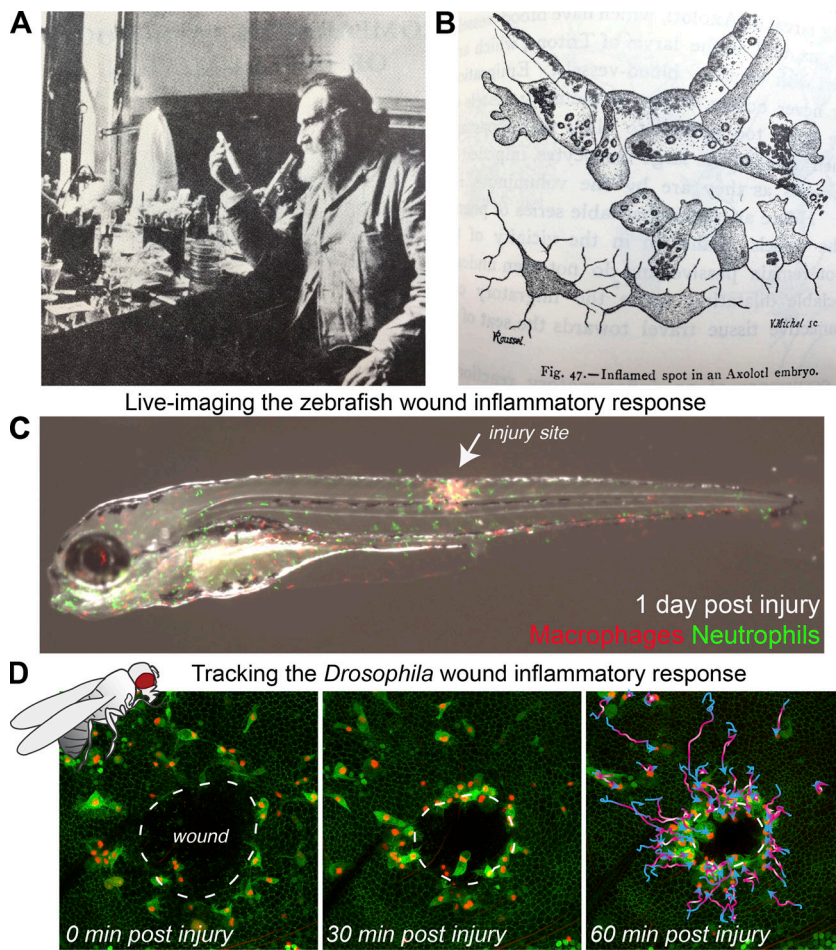 A
B
V. Michel sc
Roussel.
Fig. 47.—Inflamed spot in an Axolotl embryo.
Live-imaging the zebrafish wound inflammatory response
C
injury site
1 day post injury
Macrophages Neutrophils
D
Tracking the Drosophila wound inflammatory response
wound
0 min post injury
30 min post injury
60 min post injury